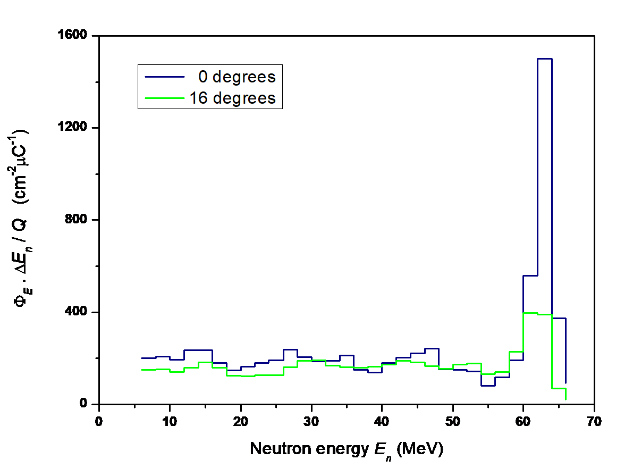 1600
1200
800
400
0
0 10 20 30 40 50 60 70
0 degrees
16 degrees
Φ_E . ΔE_n / Q (cm⁻²μC⁻¹)
Neutron energy E_n (MeV)